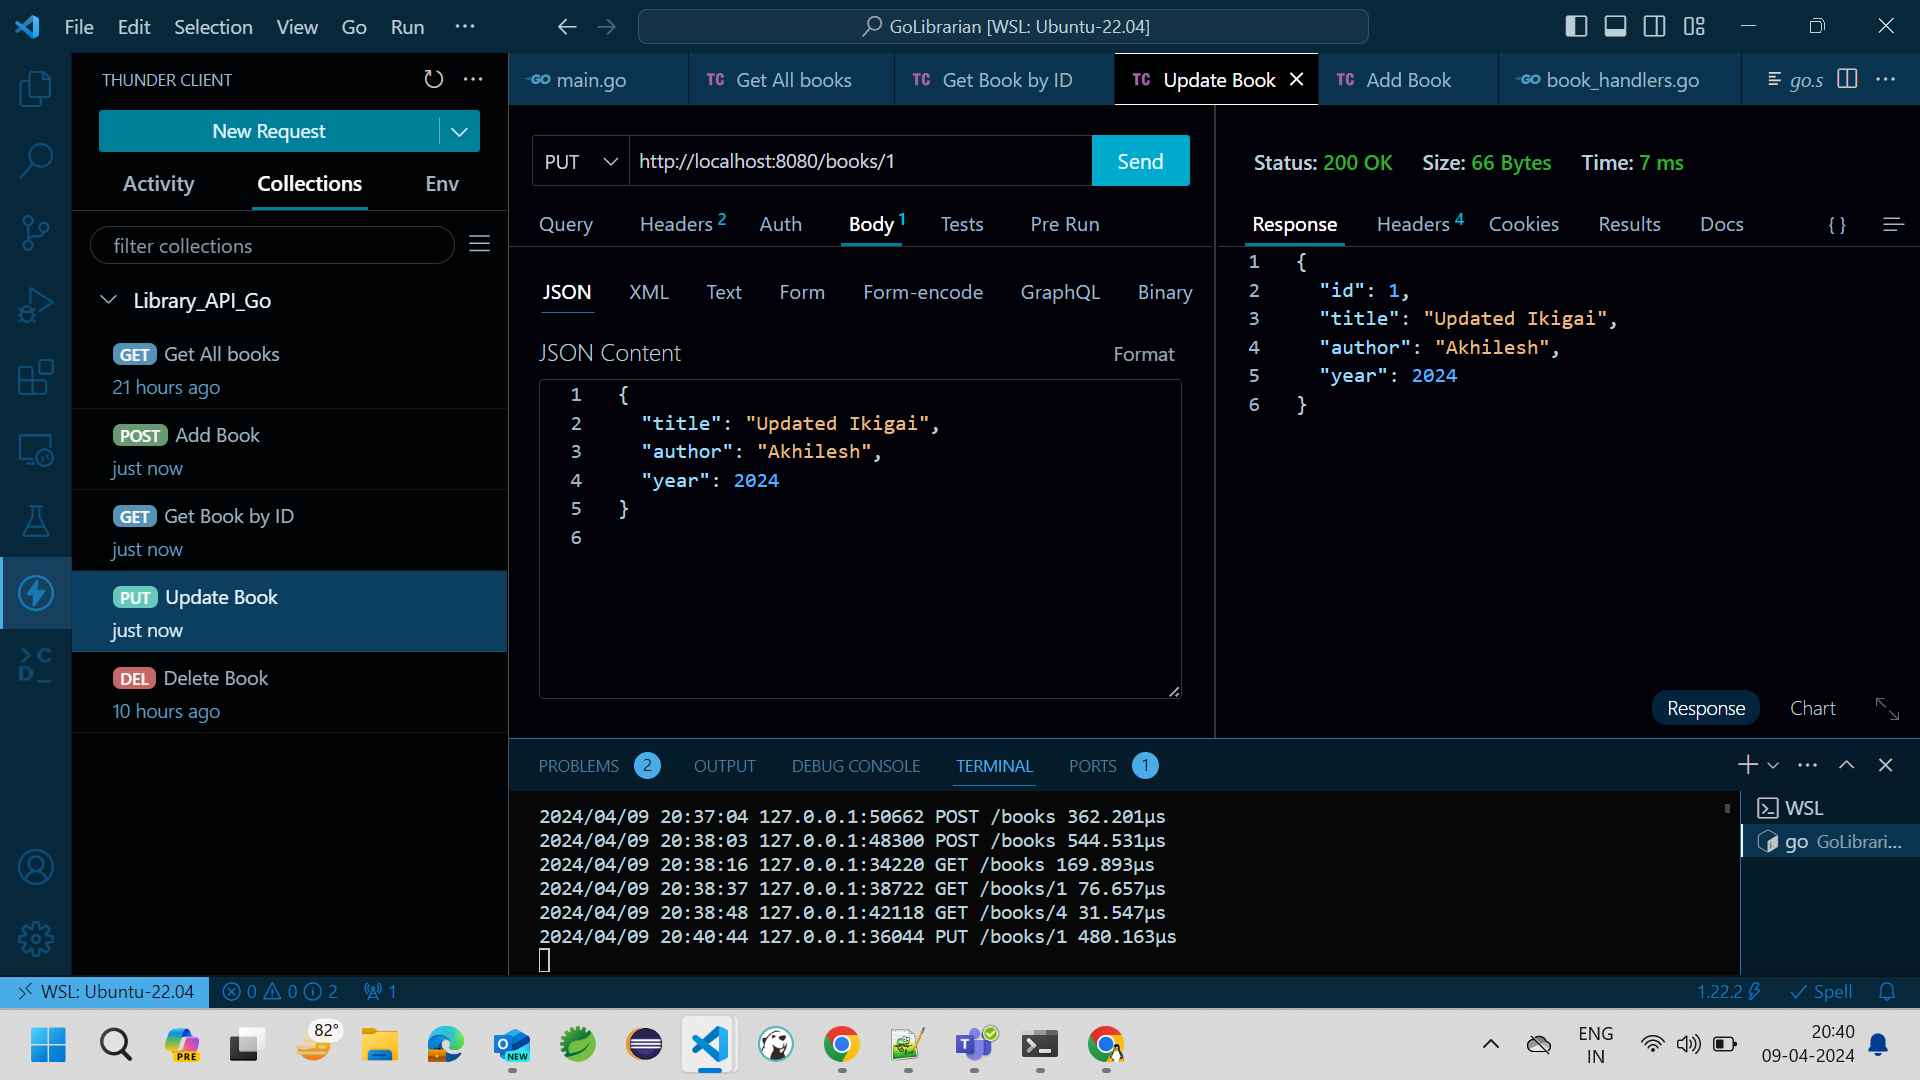 File Edit Selection View Go Run ···
GoLibrarian [WSL: Ubuntu-22.04]
THUNDER CLIENT
New Request
Activity Collections Env
filter collections
Library_API_Go
GET Get All books
21 hours ago
POST Add Book
just now
GET Get Book by ID
just now
PUT Update Book
just now
DEL Delete Book
10 hours ago
GO main.go
TC Get All books
TC Get Book by ID
TC Update Book
TC Add Book
GO book_handlers.go
go.s
PUT http://localhost:8080/books/1 Send
Query Headers 2 Auth Body 1 Tests Pre Run
JSON XML Text Form Form-encode GraphQL Binary
JSON Content Format
1 {
2 "title": "Updated Ikigai",
3 "author": "Akhilesh",
4 "year": 2024
5 }
6
Status: 200 OK Size: 66 Bytes Time: 7 ms
Response Headers 4 Cookies Results Docs { }
1 {
2 "id": 1,
3 "title": "Updated Ikigai",
4 "author": "Akhilesh",
5 "year": 2024
6 }
Response Chart
PROBLEMS 2 OUTPUT DEBUG CONSOLE TERMINAL PORTS 1
2024/04/09 20:37:04 127.0.0.1:50662 POST /books 362.201µs
2024/04/09 20:38:03 127.0.0.1:48300 POST /books 544.531µs
2024/04/09 20:38:16 127.0.0.1:34220 GET /books 169.893µs
2024/04/09 20:38:37 127.0.0.1:38722 GET /books/1 76.657µs
2024/04/09 20:38:48 127.0.0.1:42118 GET /books/4 31.547µs
2024/04/09 20:40:44 127.0.0.1:36044 PUT /books/1 480.163µs
WSL
go GoLibrari...
WSL: Ubuntu-22.04 0 0 2 1
1.22.2 Spell
PRE
82°
NEW
ENG
IN
20:40
09-04-2024